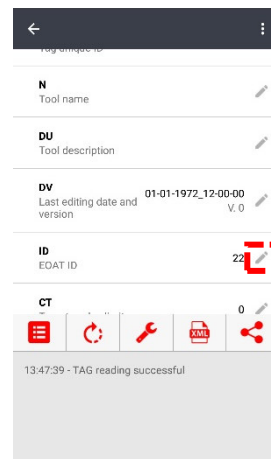 N
Tool name
DU
Tool description
DV
Last editing date and version
01-01-1972_12-00-00
V. 0
ID
EOAT ID
22
CT
0
XML
13:47:39 - TAG reading successful